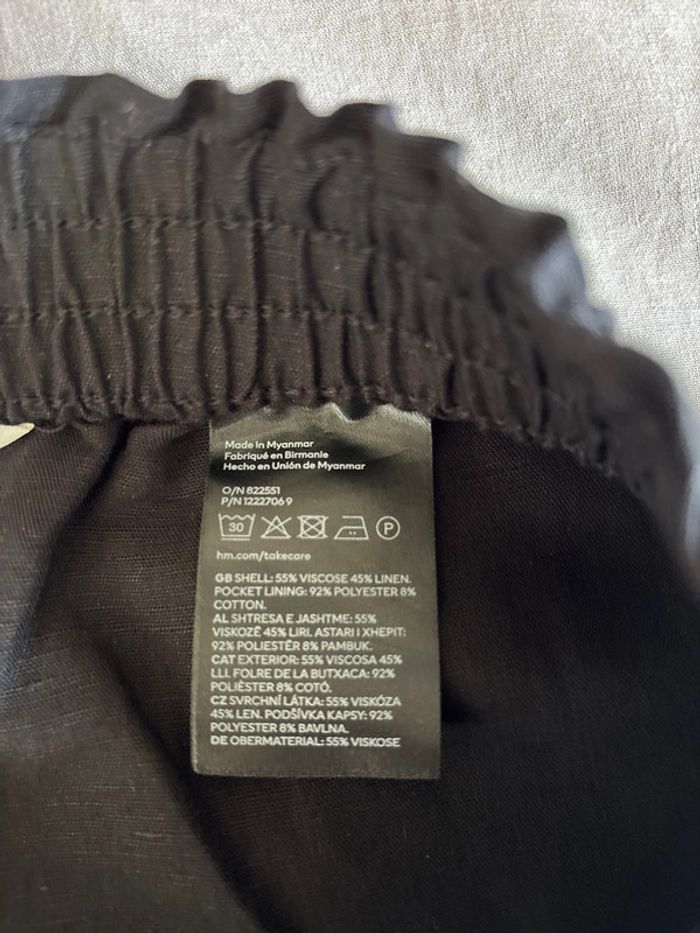 Made in Myanmar
Fabriqué en Birmanie
Hecho en Unión de Myanmar
O/N 822551
P/N 1222706 9
30
P
hm.com/takecare
GB SHELL: 55% VISCOSE 45% LINEN.
POCKET LINING: 92% POLYESTER 8%
COTTON.
AL SHTRESA E JASHTME: 55%
VISKOZË 45% LIRI. ASTARI I XHEPIT:
92% POLIESTËR 8% PAMBUK.
CAT EXTERIOR: 55% VISCOSA 45%
LLI. FOLRE DE LA BUTXACA: 92%
POLIÈSTER 8% COTÓ.
CZ SVRCHNÍ LÁTKA: 55% VISKÓZA
45% LEN. PODŠÍVKA KAPSY: 92%
POLYESTER 8% BAVLNA.
DE OBERMATERIAL: 55% VISKOSE